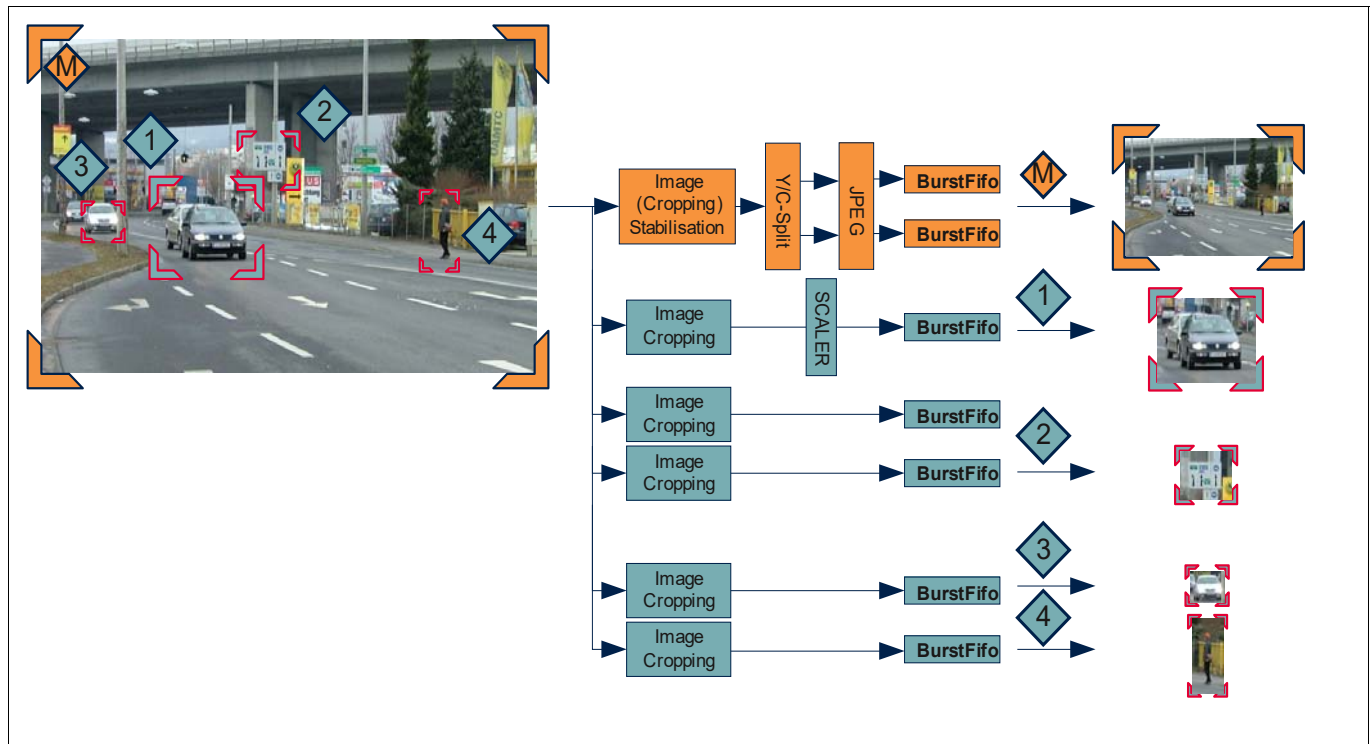 M
2
1
3
4
Image
(Cropping)
Stabilisation
Y/C-Split
JPEG
BurstFifo
BurstFifo
M
Image
Cropping
SCALER
BurstFifo
1
Image
Cropping
BurstFifo
2
Image
Cropping
BurstFifo
3
Image
Cropping
BurstFifo
4
Image
Cropping
BurstFifo